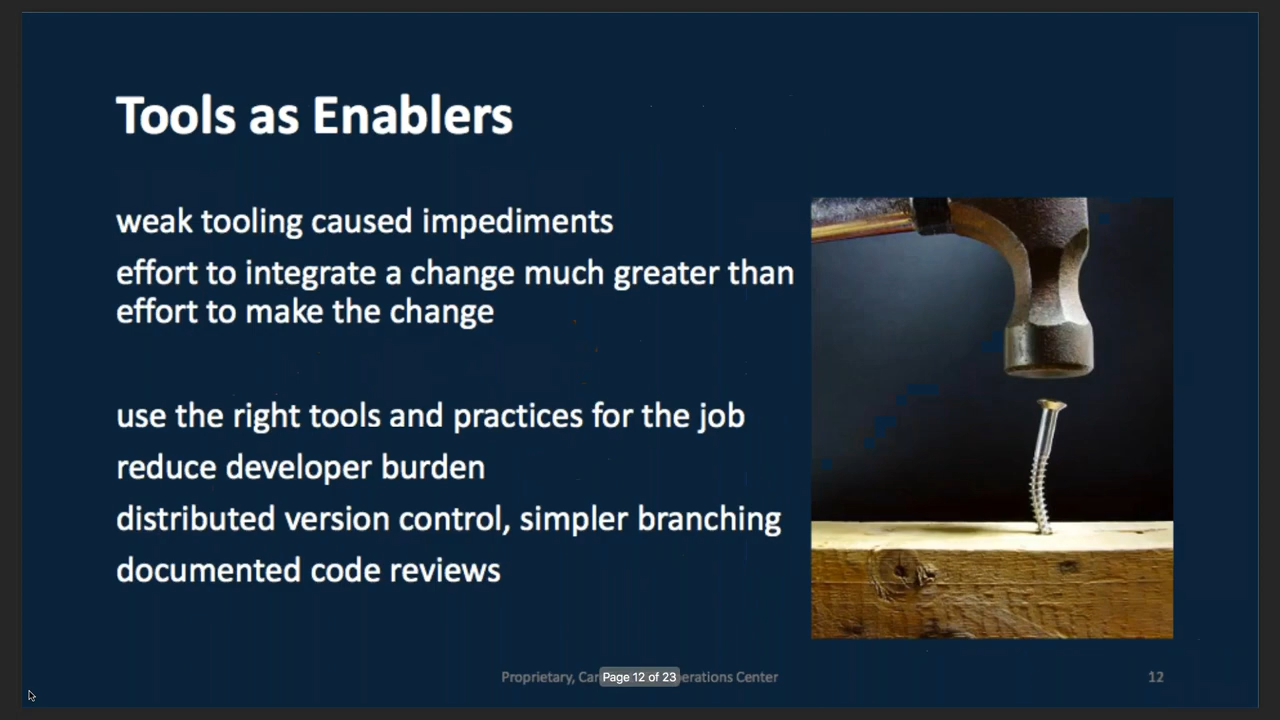 Tools as Enablers
weak tooling caused impediments
effort to integrate a change much greater than
effort to make the change
use the right tools and practices for the job
reduce developer burden
distributed version control, simpler branching
documented code reviews
Proprietary, Page 12 of 23 Center
12